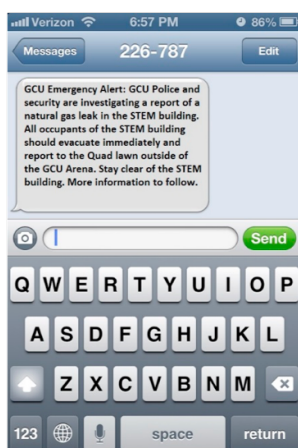 Verizon 6:57 PM 86%
Messages 226-787 Edit
GCU Emergency Alert: GCU Police and
security are investigating a report of a
natural gas leak in the STEM building.
All occupants of the STEM building
should evacuate immediately and
report to the Quad lawn outside of
the GCU Arena. Stay clear of the STEM
building. More information to follow.
Send
Q W E R T Y U I O P
A S D F G H J K L
Z X C V B N M
123 space return